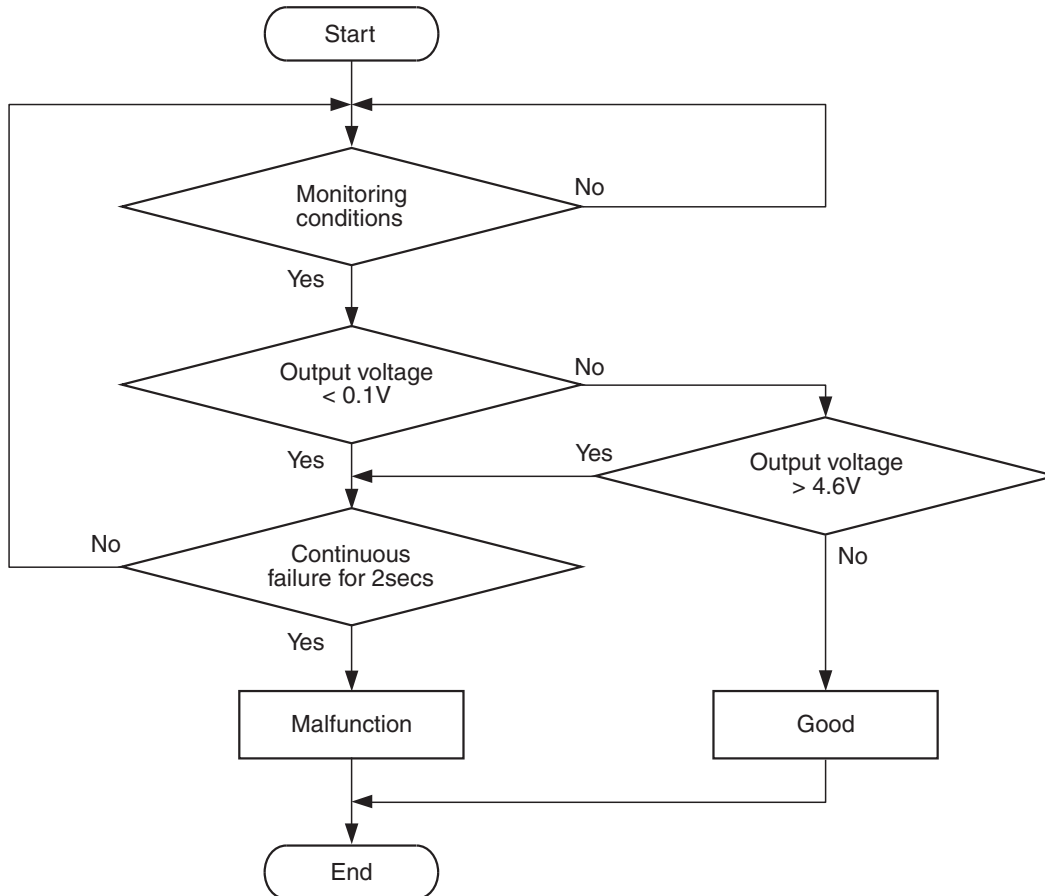 Start
Monitoring
conditions
No
Yes
Output voltage
< 0.1V
No
Yes
Yes
Output voltage
> 4.6V
No
Continuous
failure for 2secs
No
Yes
Malfunction
Good
End